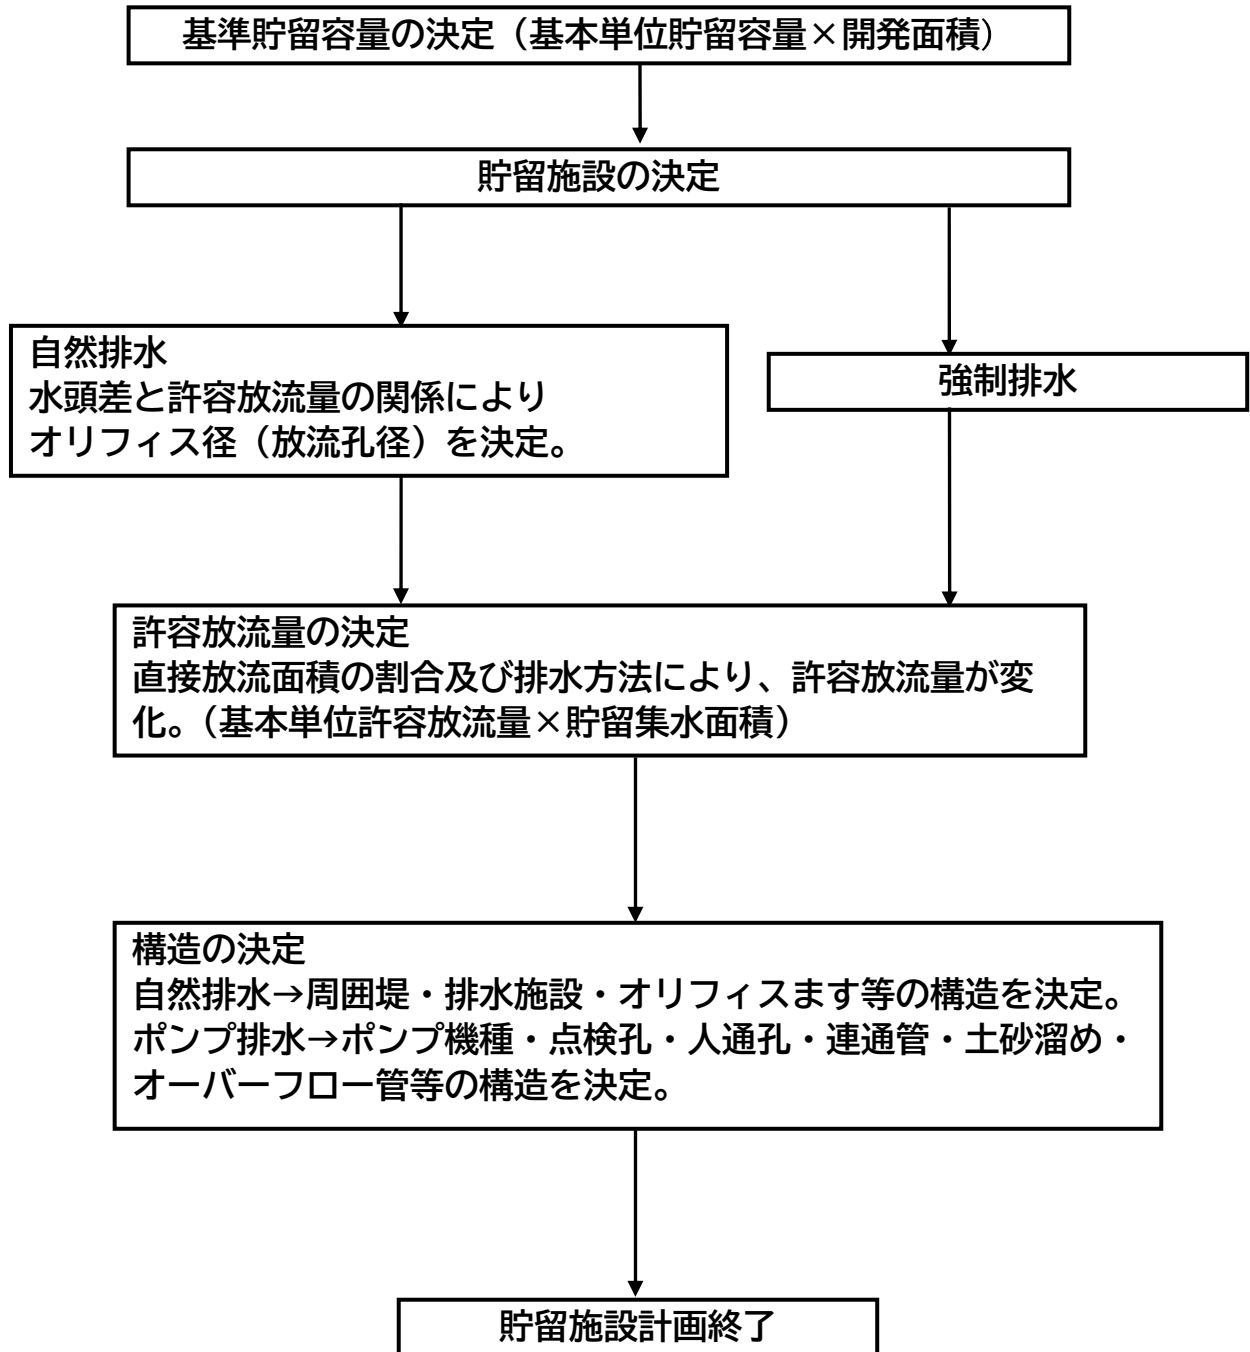 基準貯留容量の決定（基本単位貯留容量×開発面積）
貯留施設の決定
自然排水
水頭差と許容放流量の関係により
オリフィス径（放流孔径）を決定。
強制排水
許容放流量の決定
直接放流面積の割合及び排水方法により、許容放流量が変
化。（基本単位許容放流量×貯留集水面積）
構造の決定
自然排水→周囲堤・排水施設・オリフィスます等の構造を決定。
ポンプ排水→ポンプ機種・点検孔・人通孔・連通管・土砂溜め・
オーバーフロー管等の構造を決定。
貯留施設計画終了